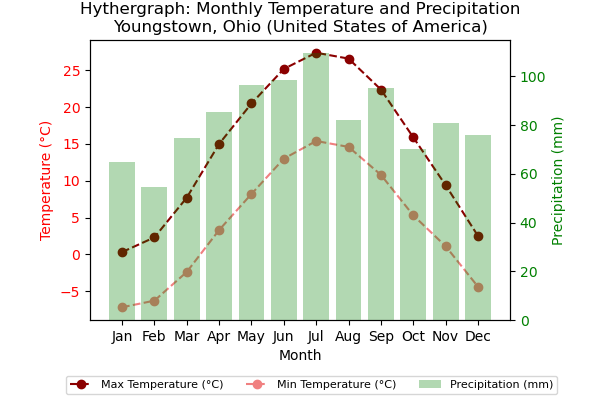 Hythergraph: Monthly Temperature and Precipitation
Youngstown, Ohio (United States of America)
25
20
15
10
5
0
−5
Temperature (°C)
100
80
60
40
20
0
Precipitation (mm)
Jan Feb Mar Apr May Jun Jul Aug Sep Oct Nov Dec
Month
Max Temperature (°C) Min Temperature (°C) Precipitation (mm)